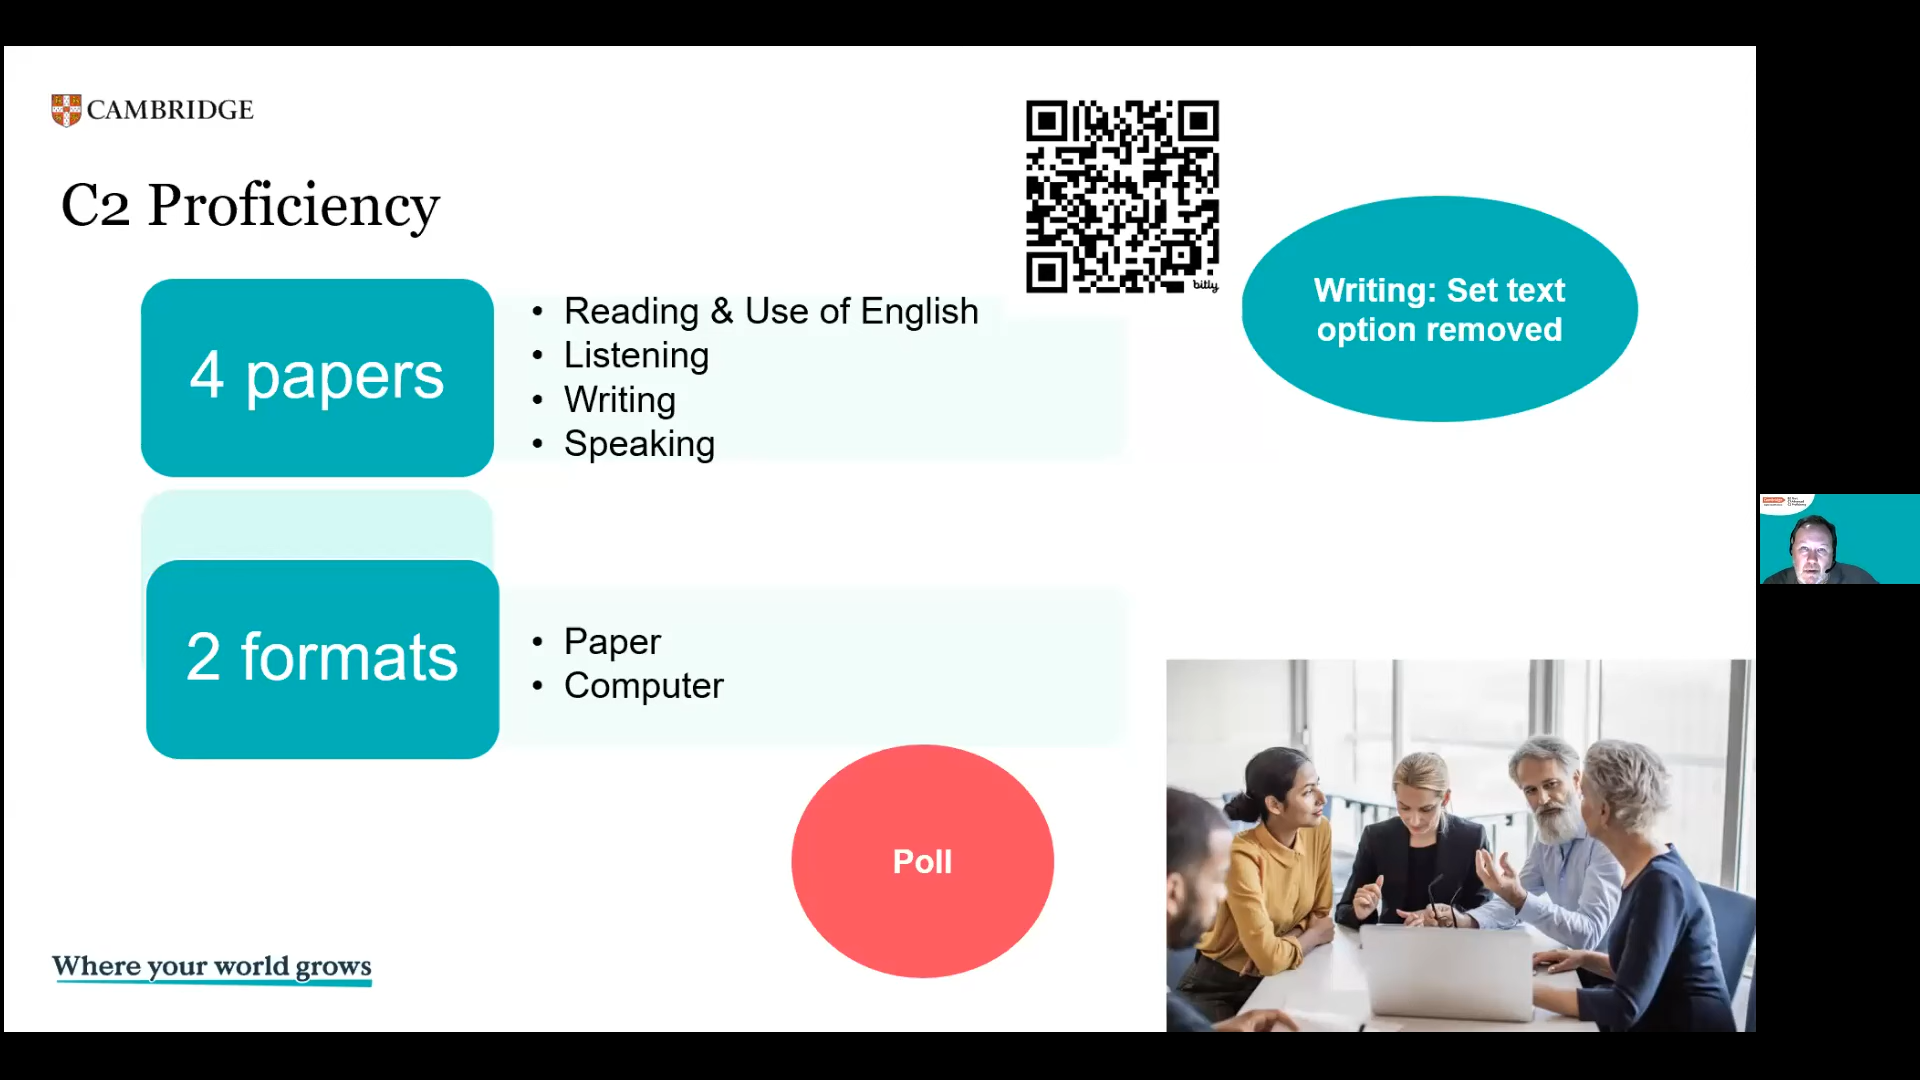 CAMBRIDGE
C2 Proficiency
4 papers
• Reading & Use of English
• Listening
• Writing
• Speaking
bitly
Writing: Set text
option removed
2 formats
• Paper
• Computer
Poll
Where your world grows